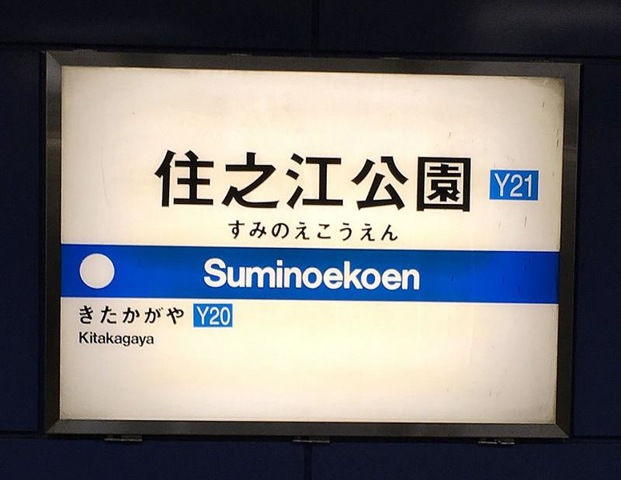 住之江公園 Y21
すみのえこうえん
Suminoekoen
きたかがや Y20
Kitakagaya